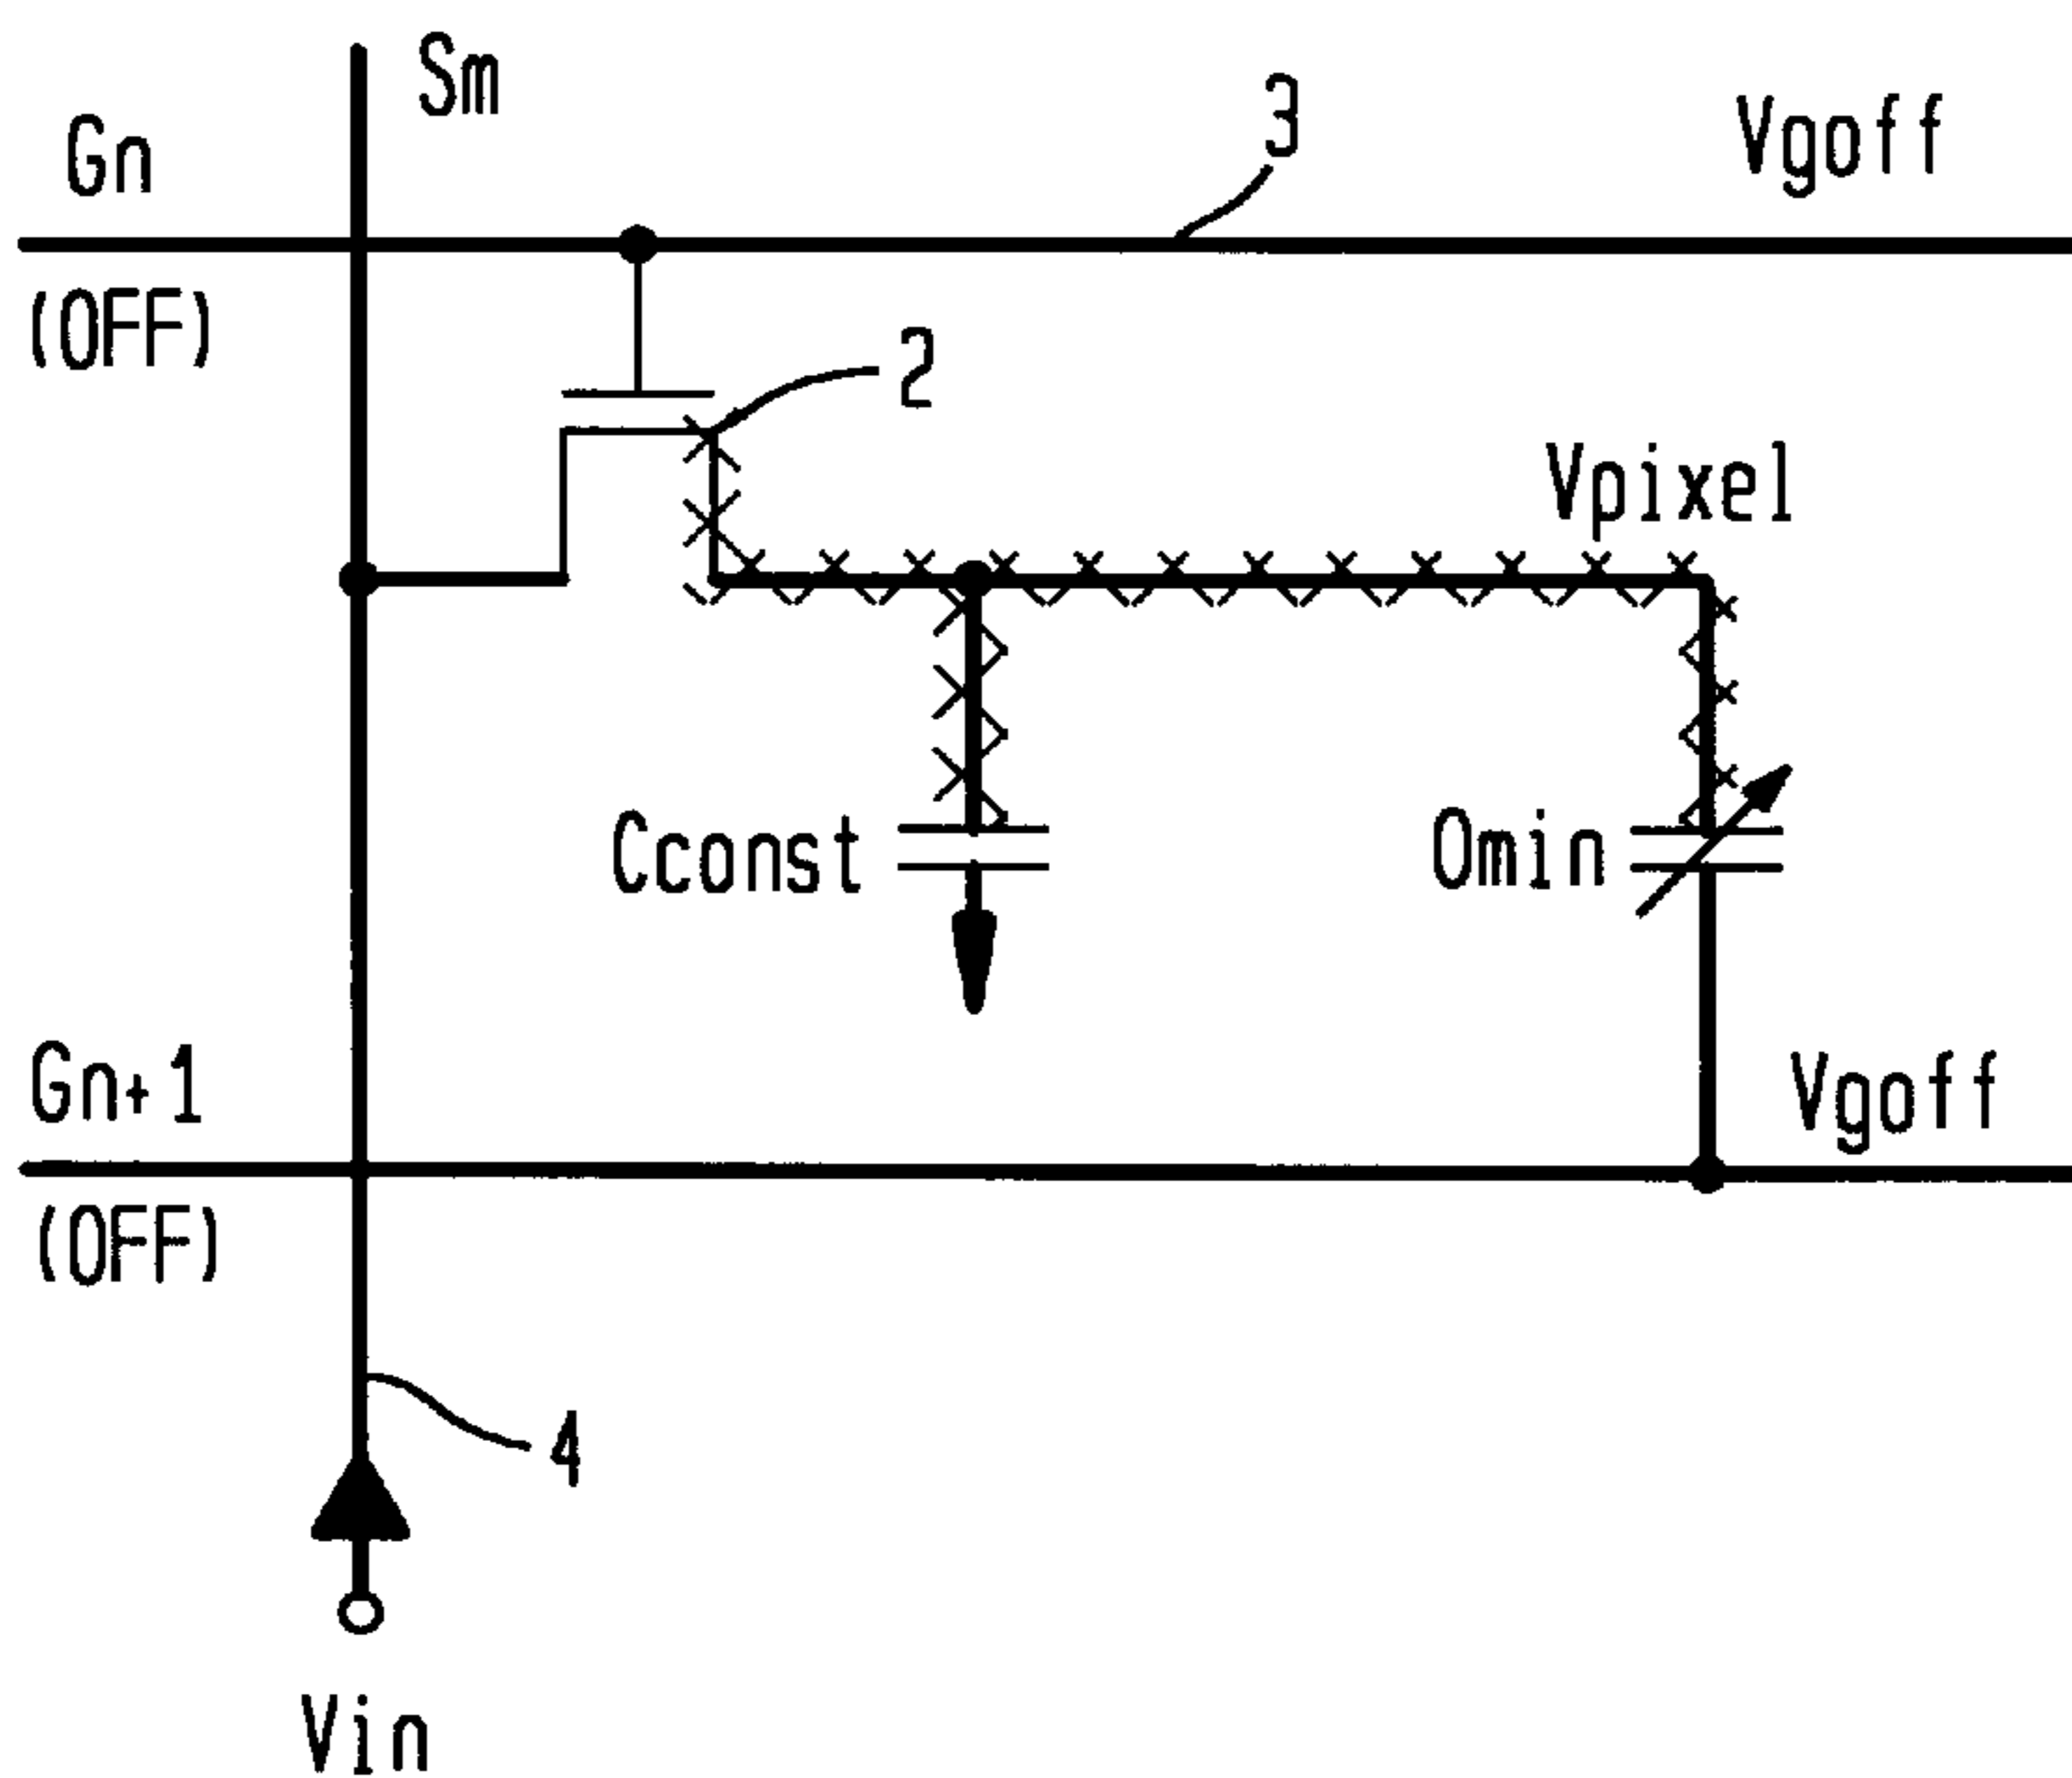 Sm
Gn
3
Vgoff
(OFF)
2
Vpixel
Cconst
Omin
Gn+1
Vgoff
(OFF)
4
Vin